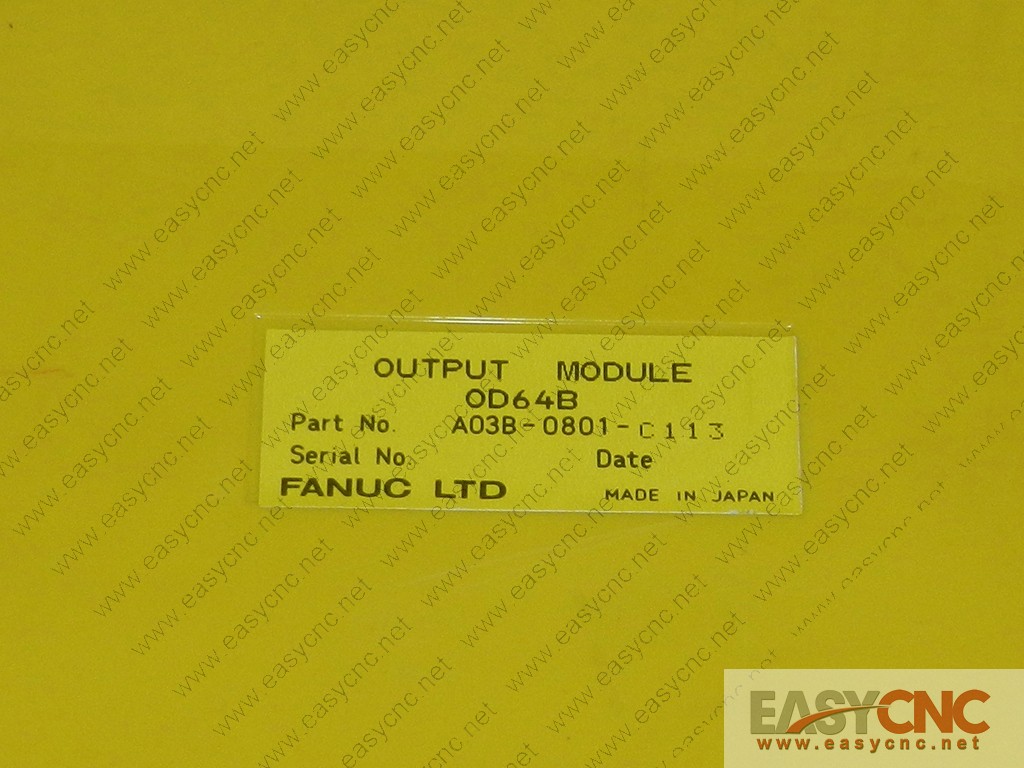 OUTPUT MODULE
OD64B
Part No. A03B-0801-C113
Serial No. Date
FANUC LTD MADE IN JAPAN
EASYCNC
www.easycnc.net